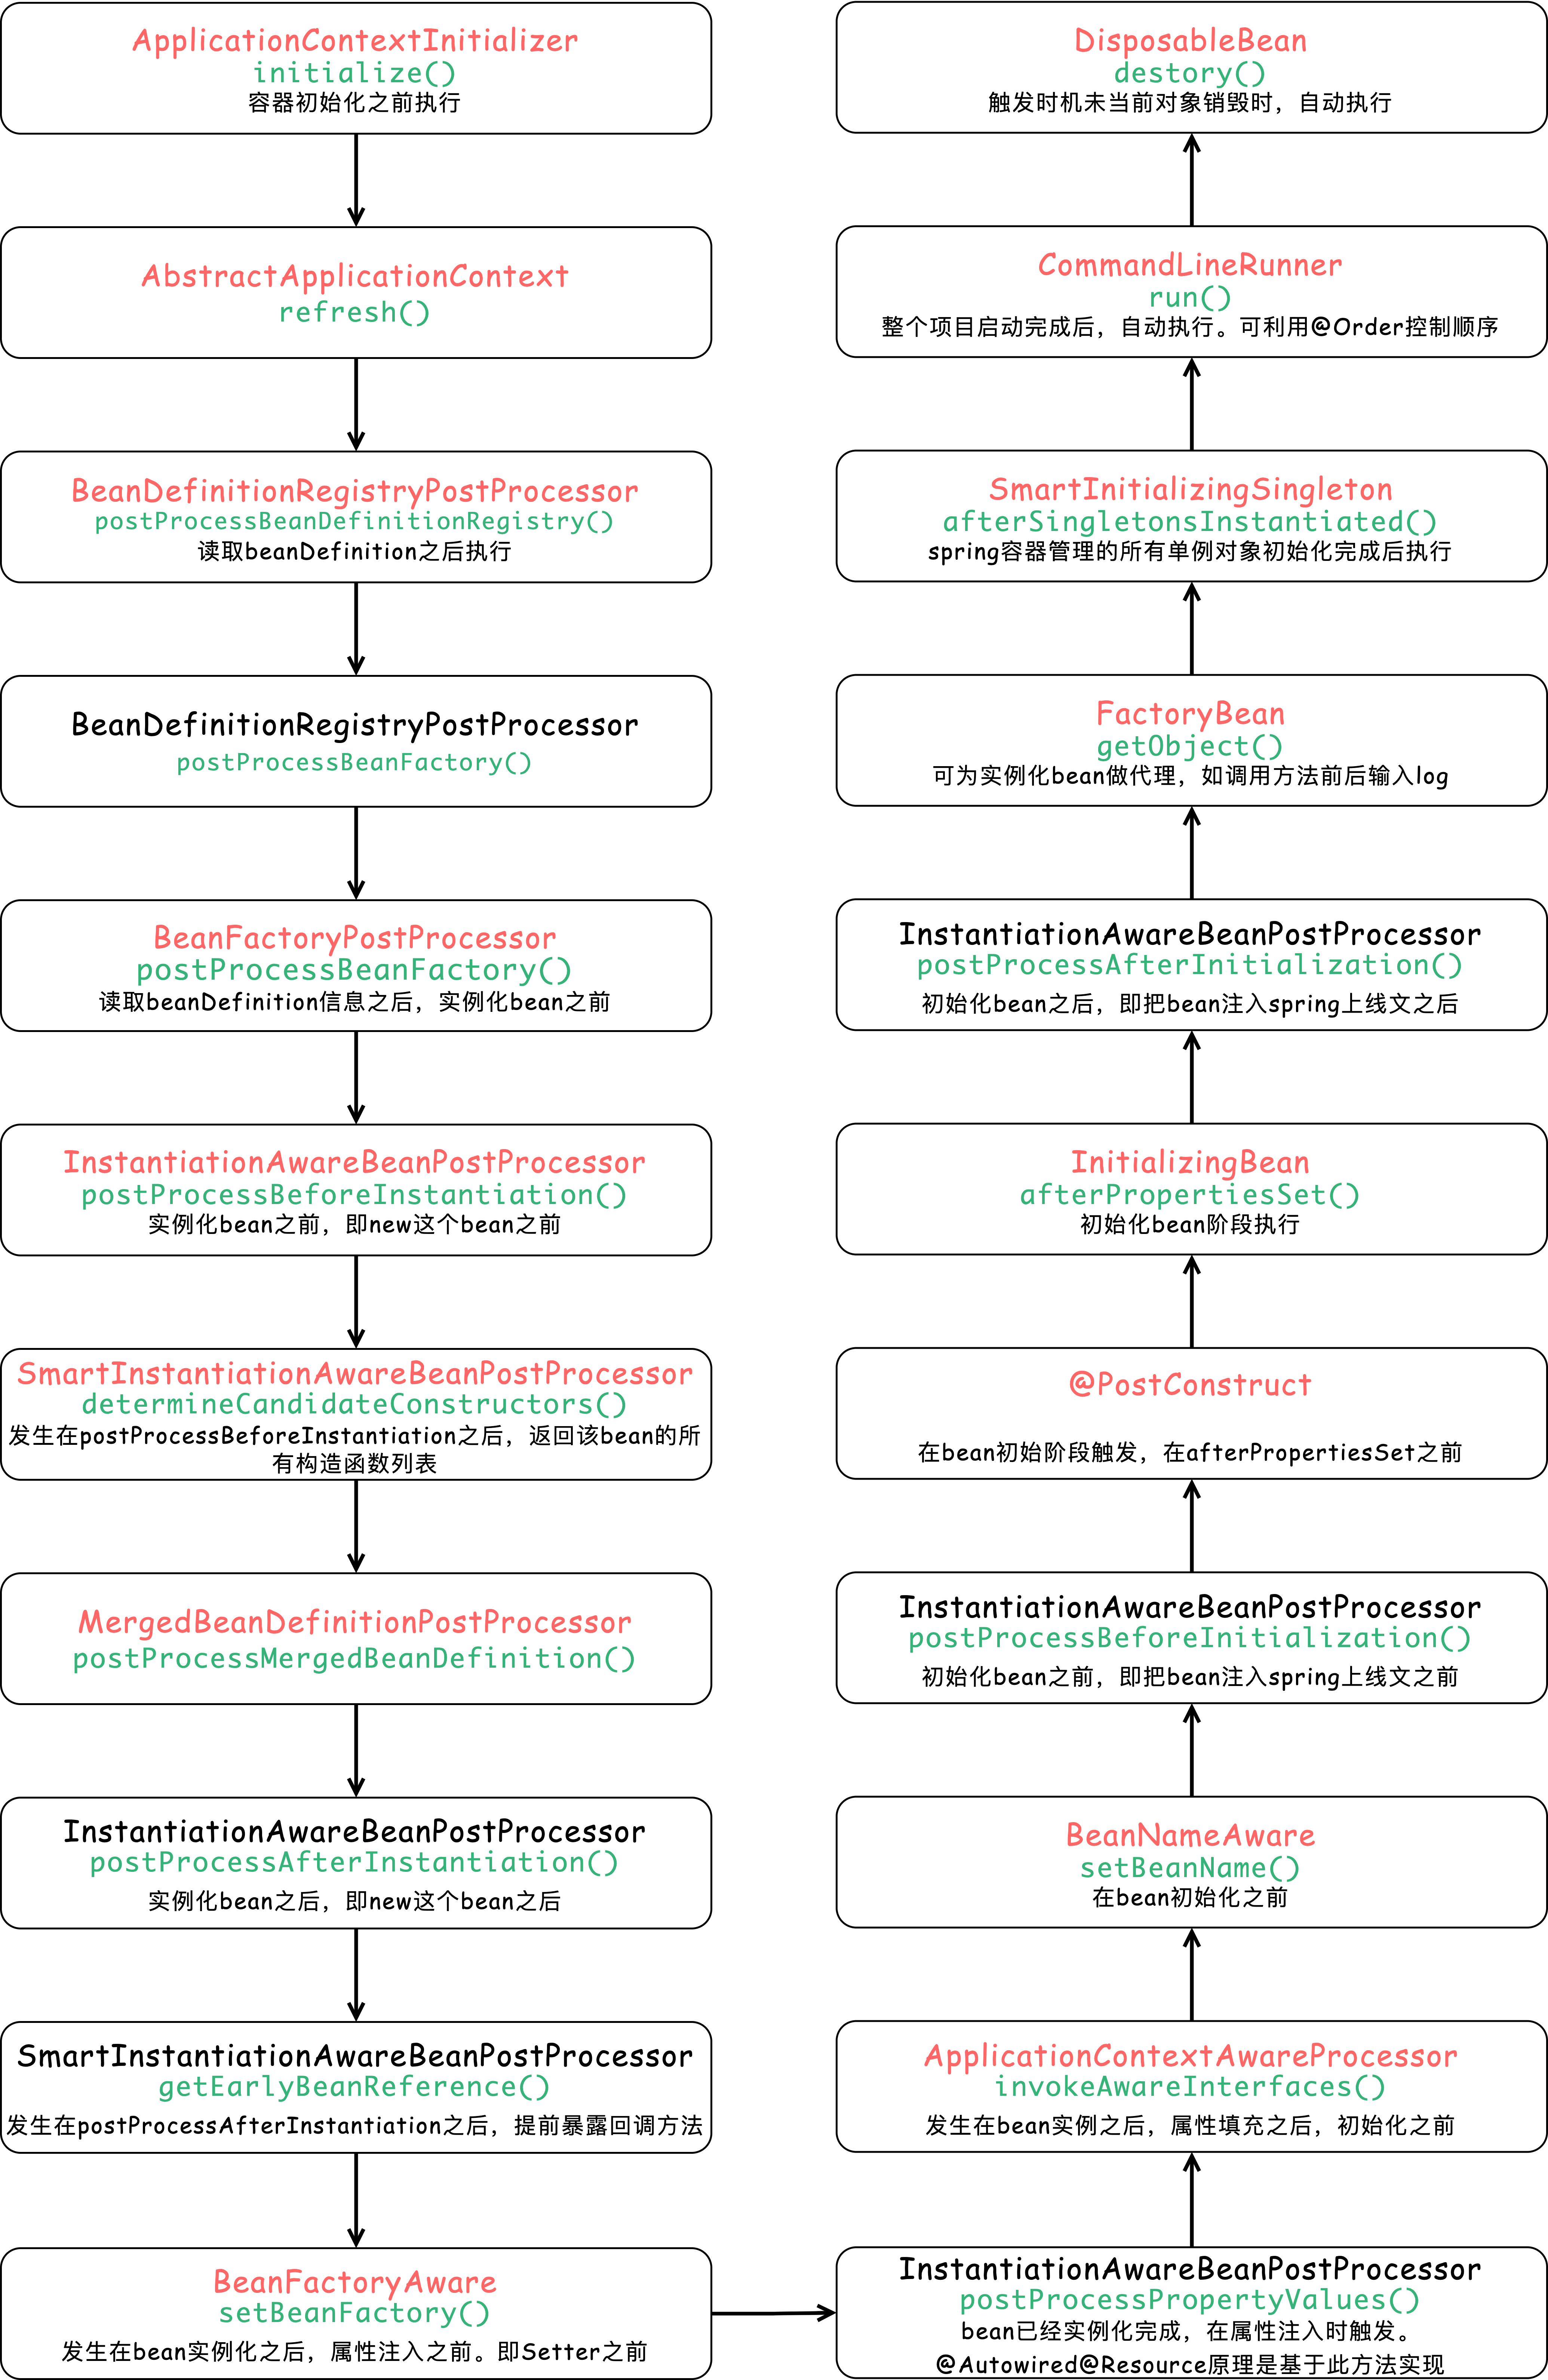 ApplicationContextInitializer
initialize()
容器初始化之前执行
AbstractApplicationContext
refresh()
BeanDefinitionRegistryPostProcessor
postProcessBeanDefinitionRegistry()
读取beanDefinition之后执行
BeanDefinitionRegistryPostProcessor
postProcessBeanFactory()
BeanFactoryPostProcessor
postProcessBeanFactory()
读取beanDefinition信息之后，实例化bean之前
InstantiationAwareBeanPostProcessor
postProcessBeforeInstantiation()
实例化bean之前，即new这个bean之前
SmartInstantiationAwareBeanPostProcessor
determineCandidateConstructors()
发生在postProcessBeforeInstantiation之后，返回该bean的所
有构造函数列表
MergedBeanDefinitionPostProcessor
postProcessMergedBeanDefinition()
InstantiationAwareBeanPostProcessor
postProcessAfterInstantiation()
实例化bean之后，即new这个bean之后
SmartInstantiationAwareBeanPostProcessor
getEarlyBeanReference()
发生在postProcessAfterInstantiation之后，提前暴露回调方法
BeanFactoryAware
setBeanFactory()
发生在bean实例化之后，属性注入之前。即Setter之前
InstantiationAwareBeanPostProcessor
postProcessPropertyValues()
bean已经实例化完成，在属性注入时触发。
@Autowired@Resource原理是基于此方法实现
ApplicationContextAwareProcessor
invokeAwareInterfaces()
发生在bean实例之后，属性填充之后，初始化之前
BeanNameAware
setBeanName()
在bean初始化之前
InstantiationAwareBeanPostProcessor
postProcessBeforeInitialization()
初始化bean之前，即把bean注入spring上线文之前
@PostConstruct
在bean初始阶段触发，在afterPropertiesSet之前
InitializingBean
afterPropertiesSet()
初始化bean阶段执行
InstantiationAwareBeanPostProcessor
postProcessAfterInitialization()
初始化bean之后，即把bean注入spring上线文之后
FactoryBean
getObject()
可为实例化bean做代理，如调用方法前后输入log
SmartInitializingSingleton
afterSingletonsInstantiated()
spring容器管理的所有单例对象初始化完成后执行
CommandLineRunner
run()
整个项目启动完成后，自动执行。可利用@Order控制顺序
DisposableBean
destory()
触发时机未当前对象销毁时，自动执行